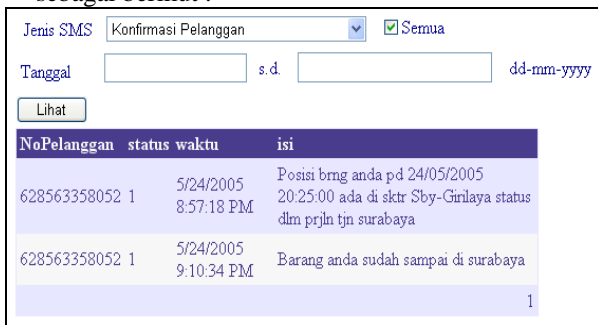 sebagai berikut :
Jenis SMS Konfirmasi Pelanggan Semua
Tanggal s.d. dd-mm-yyyy
Lihat
NoPelanggan status waktu isi
628563358052 1 5/24/2005 8:57:18 PM Posisi brng anda pd 24/05/2005
20:25:00 ada di sktr Sby-Girilaya status
dlm prjln tjn surabaya
628563358052 1 5/24/2005 9:10:34 PM Barang anda sudah sampai di surabaya
1